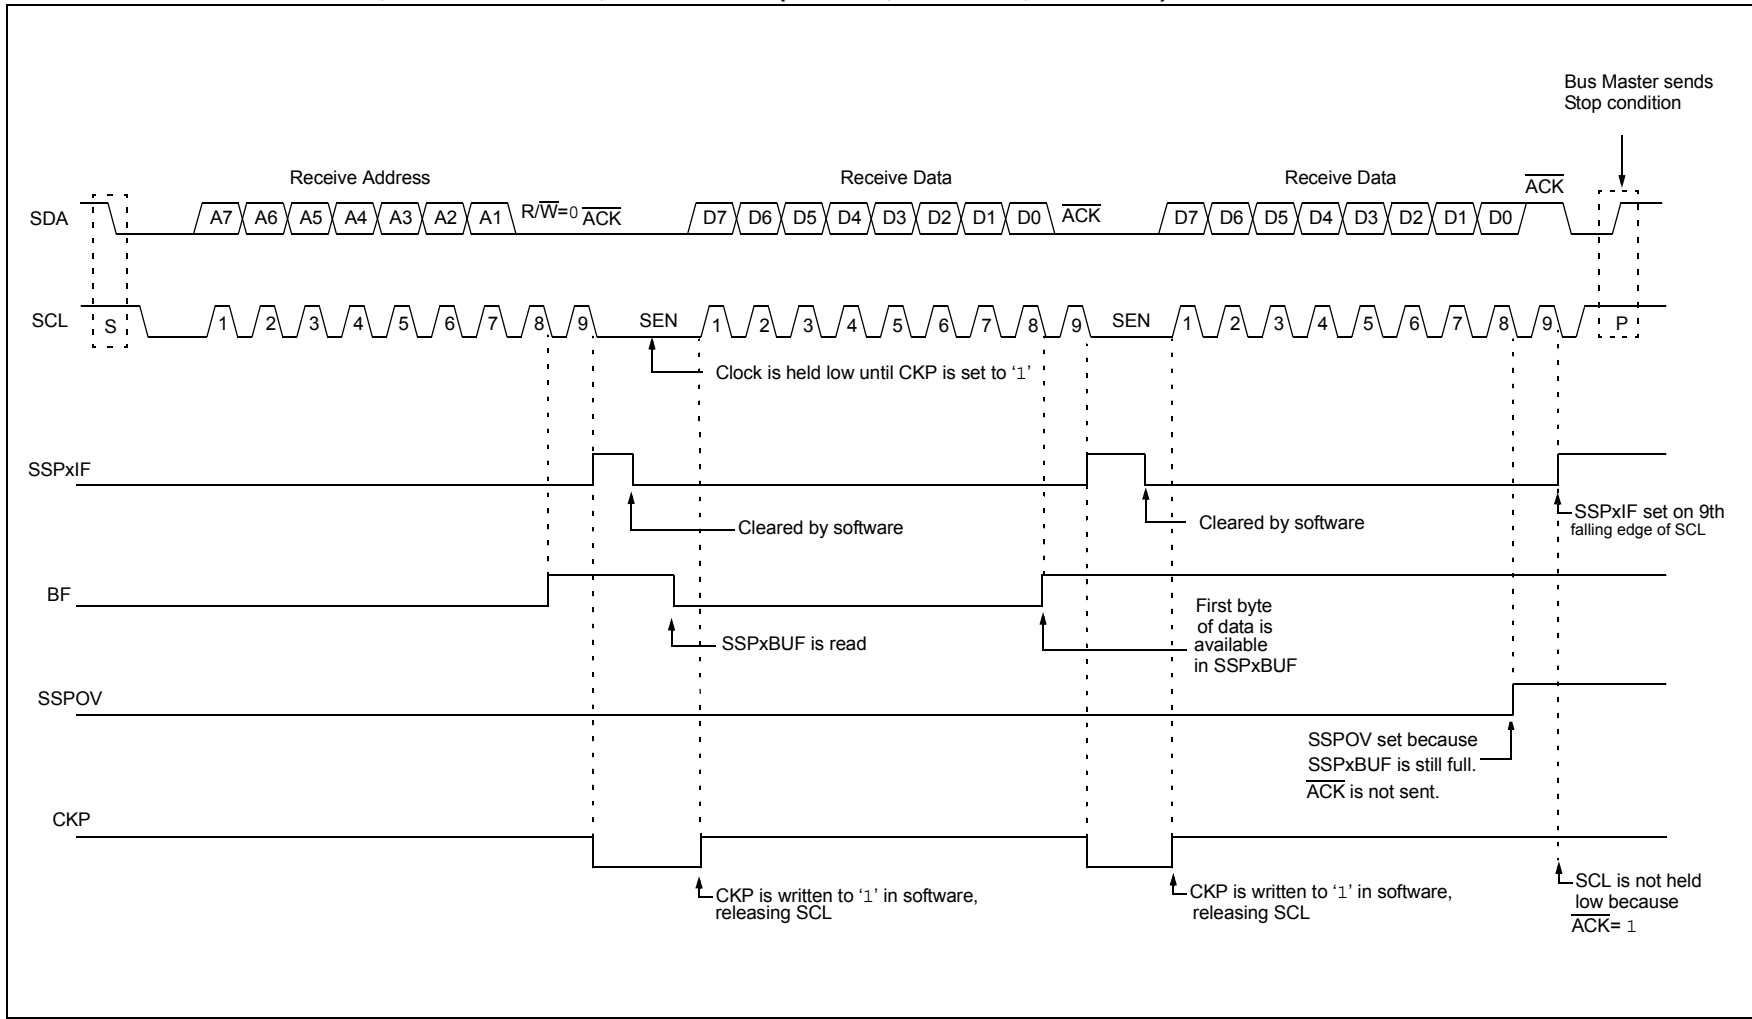 Bus Master sends
Stop condition
Receive Address
Receive Data
Receive Data
ACK
SDA
A7 A6 A5 A4 A3 A2 A1 R/W=0 ACK
D7 D6 D5 D4 D3 D2 D1 D0 ACK
D7 D6 D5 D4 D3 D2 D1 D0
SCL
S
1 2 3 4 5 6 7 8 9 SEN
1 2 3 4 5 6 7 8 9 SEN
1 2 3 4 5 6 7 8 9 P
Clock is held low until CKP is set to ‘1’
SSPxIF
Cleared by software
Cleared by software
SSPxIF set on 9th
falling edge of SCL
BF
SSPxBUF is read
First byte
of data is
available
in SSPxBUF
SSPOV
SSPOV set because
SSPxBUF is still full.
ACK is not sent.
CKP
CKP is written to ‘1’ in software,
releasing SCL
CKP is written to ‘1’ in software,
releasing SCL
SCL is not held
low because
ACK= 1